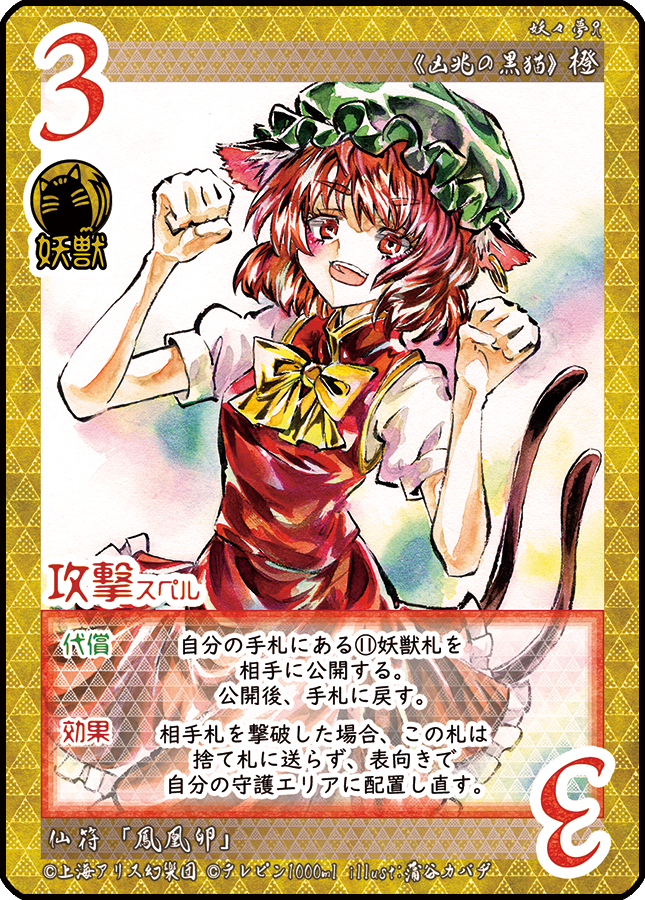 妖々夢R
3
《凶兆の黒猫》橙
妖獣
攻撃スペル
代償
自分の手札にある⑪妖獣札を
相手に公開する。
公開後、手札に戻す。
効果
相手札を撃破した場合、この札は
捨て札に送らず、表向きで
自分の守護エリアに配置し直す。
3
仙符「鳳凰卵」
©上海アリス幻樂団 ©テレビン1000ml illust:蒲谷カバヂ